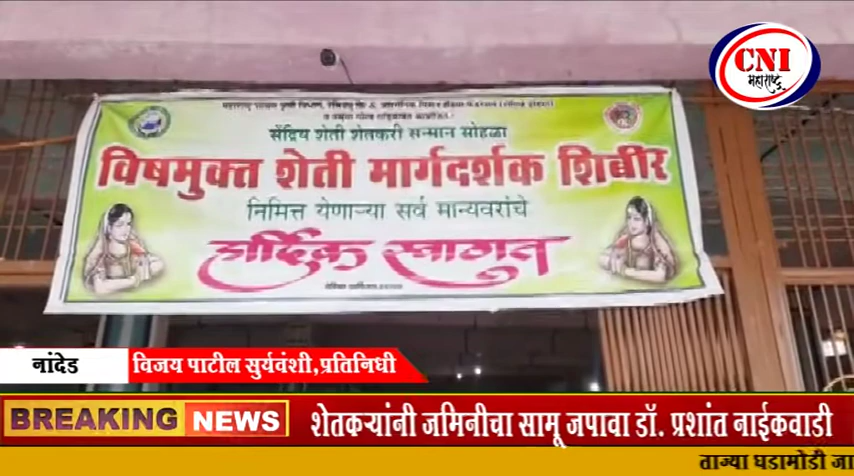 CNI
महाराष्ट्र
सेंद्रिय शेती शेतकरी सन्मान सोहळा
विषमुक्त शेती मार्गदर्शक शिबीर
निमित्त येणाऱ्या सर्व मान्यवरांचे
हार्दिक स्वागत
नांदेड
विजय पाटील सुर्यवंशी,प्रतिनिधी
BREAKING NEWS
शेतकऱ्यांनी जमिनीचा सामू जपावा डॉ. प्रशांत नाईकवाडी
ताज्या घडामोडी जा